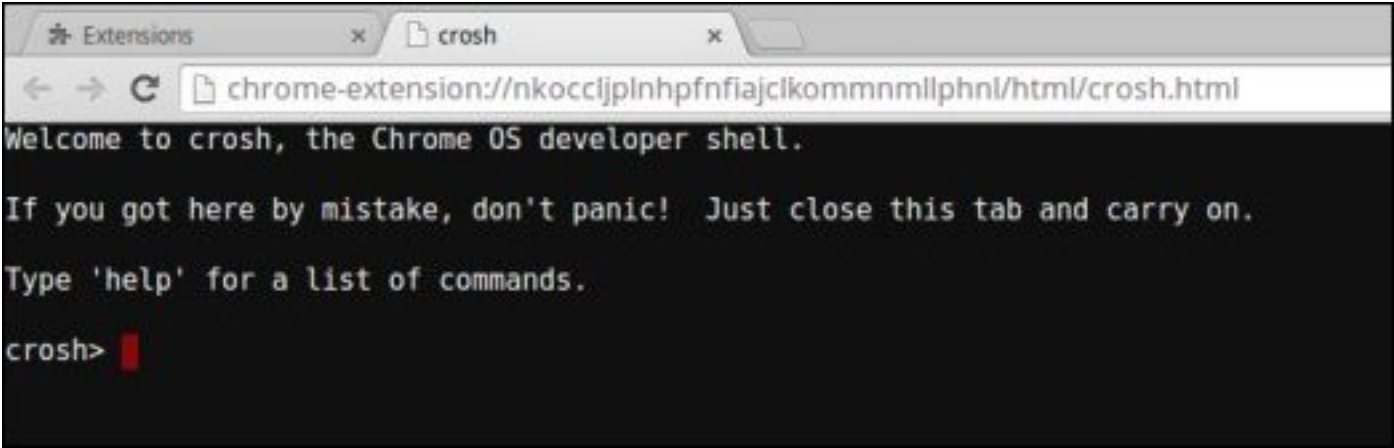 Extensions
crosh
chrome-extension://nkoccljplnhpfnfiajclkommnmllphnl/html/crosh.html
Welcome to crosh, the Chrome OS developer shell.
If you got here by mistake, don't panic!  Just close this tab and carry on.
Type 'help' for a list of commands.
crosh>